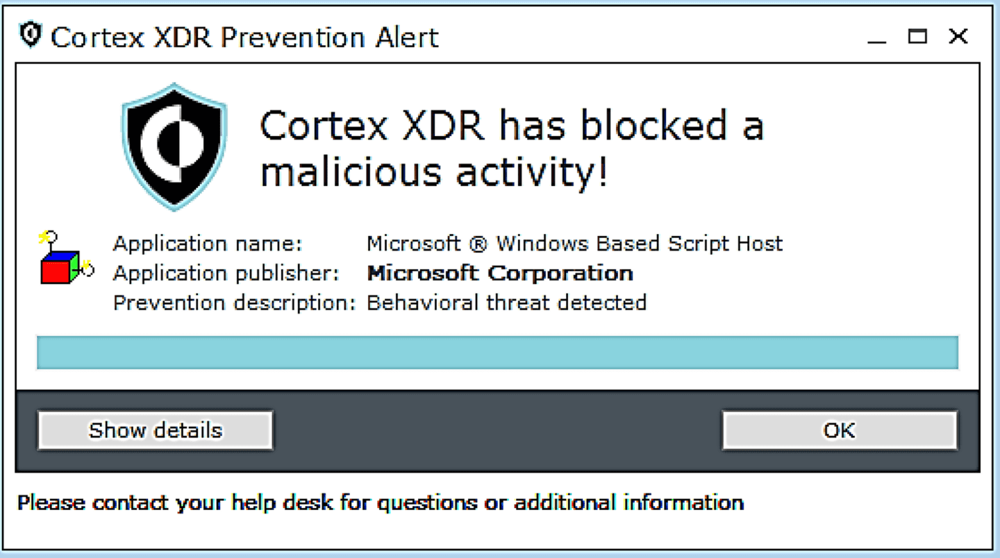 Cortex XDR Prevention Alert
Cortex XDR has blocked a
malicious activity!
Application name: Microsoft ® Windows Based Script Host
Application publisher: Microsoft Corporation
Prevention description: Behavioral threat detected
Show details OK
Please contact your help desk for questions or additional information